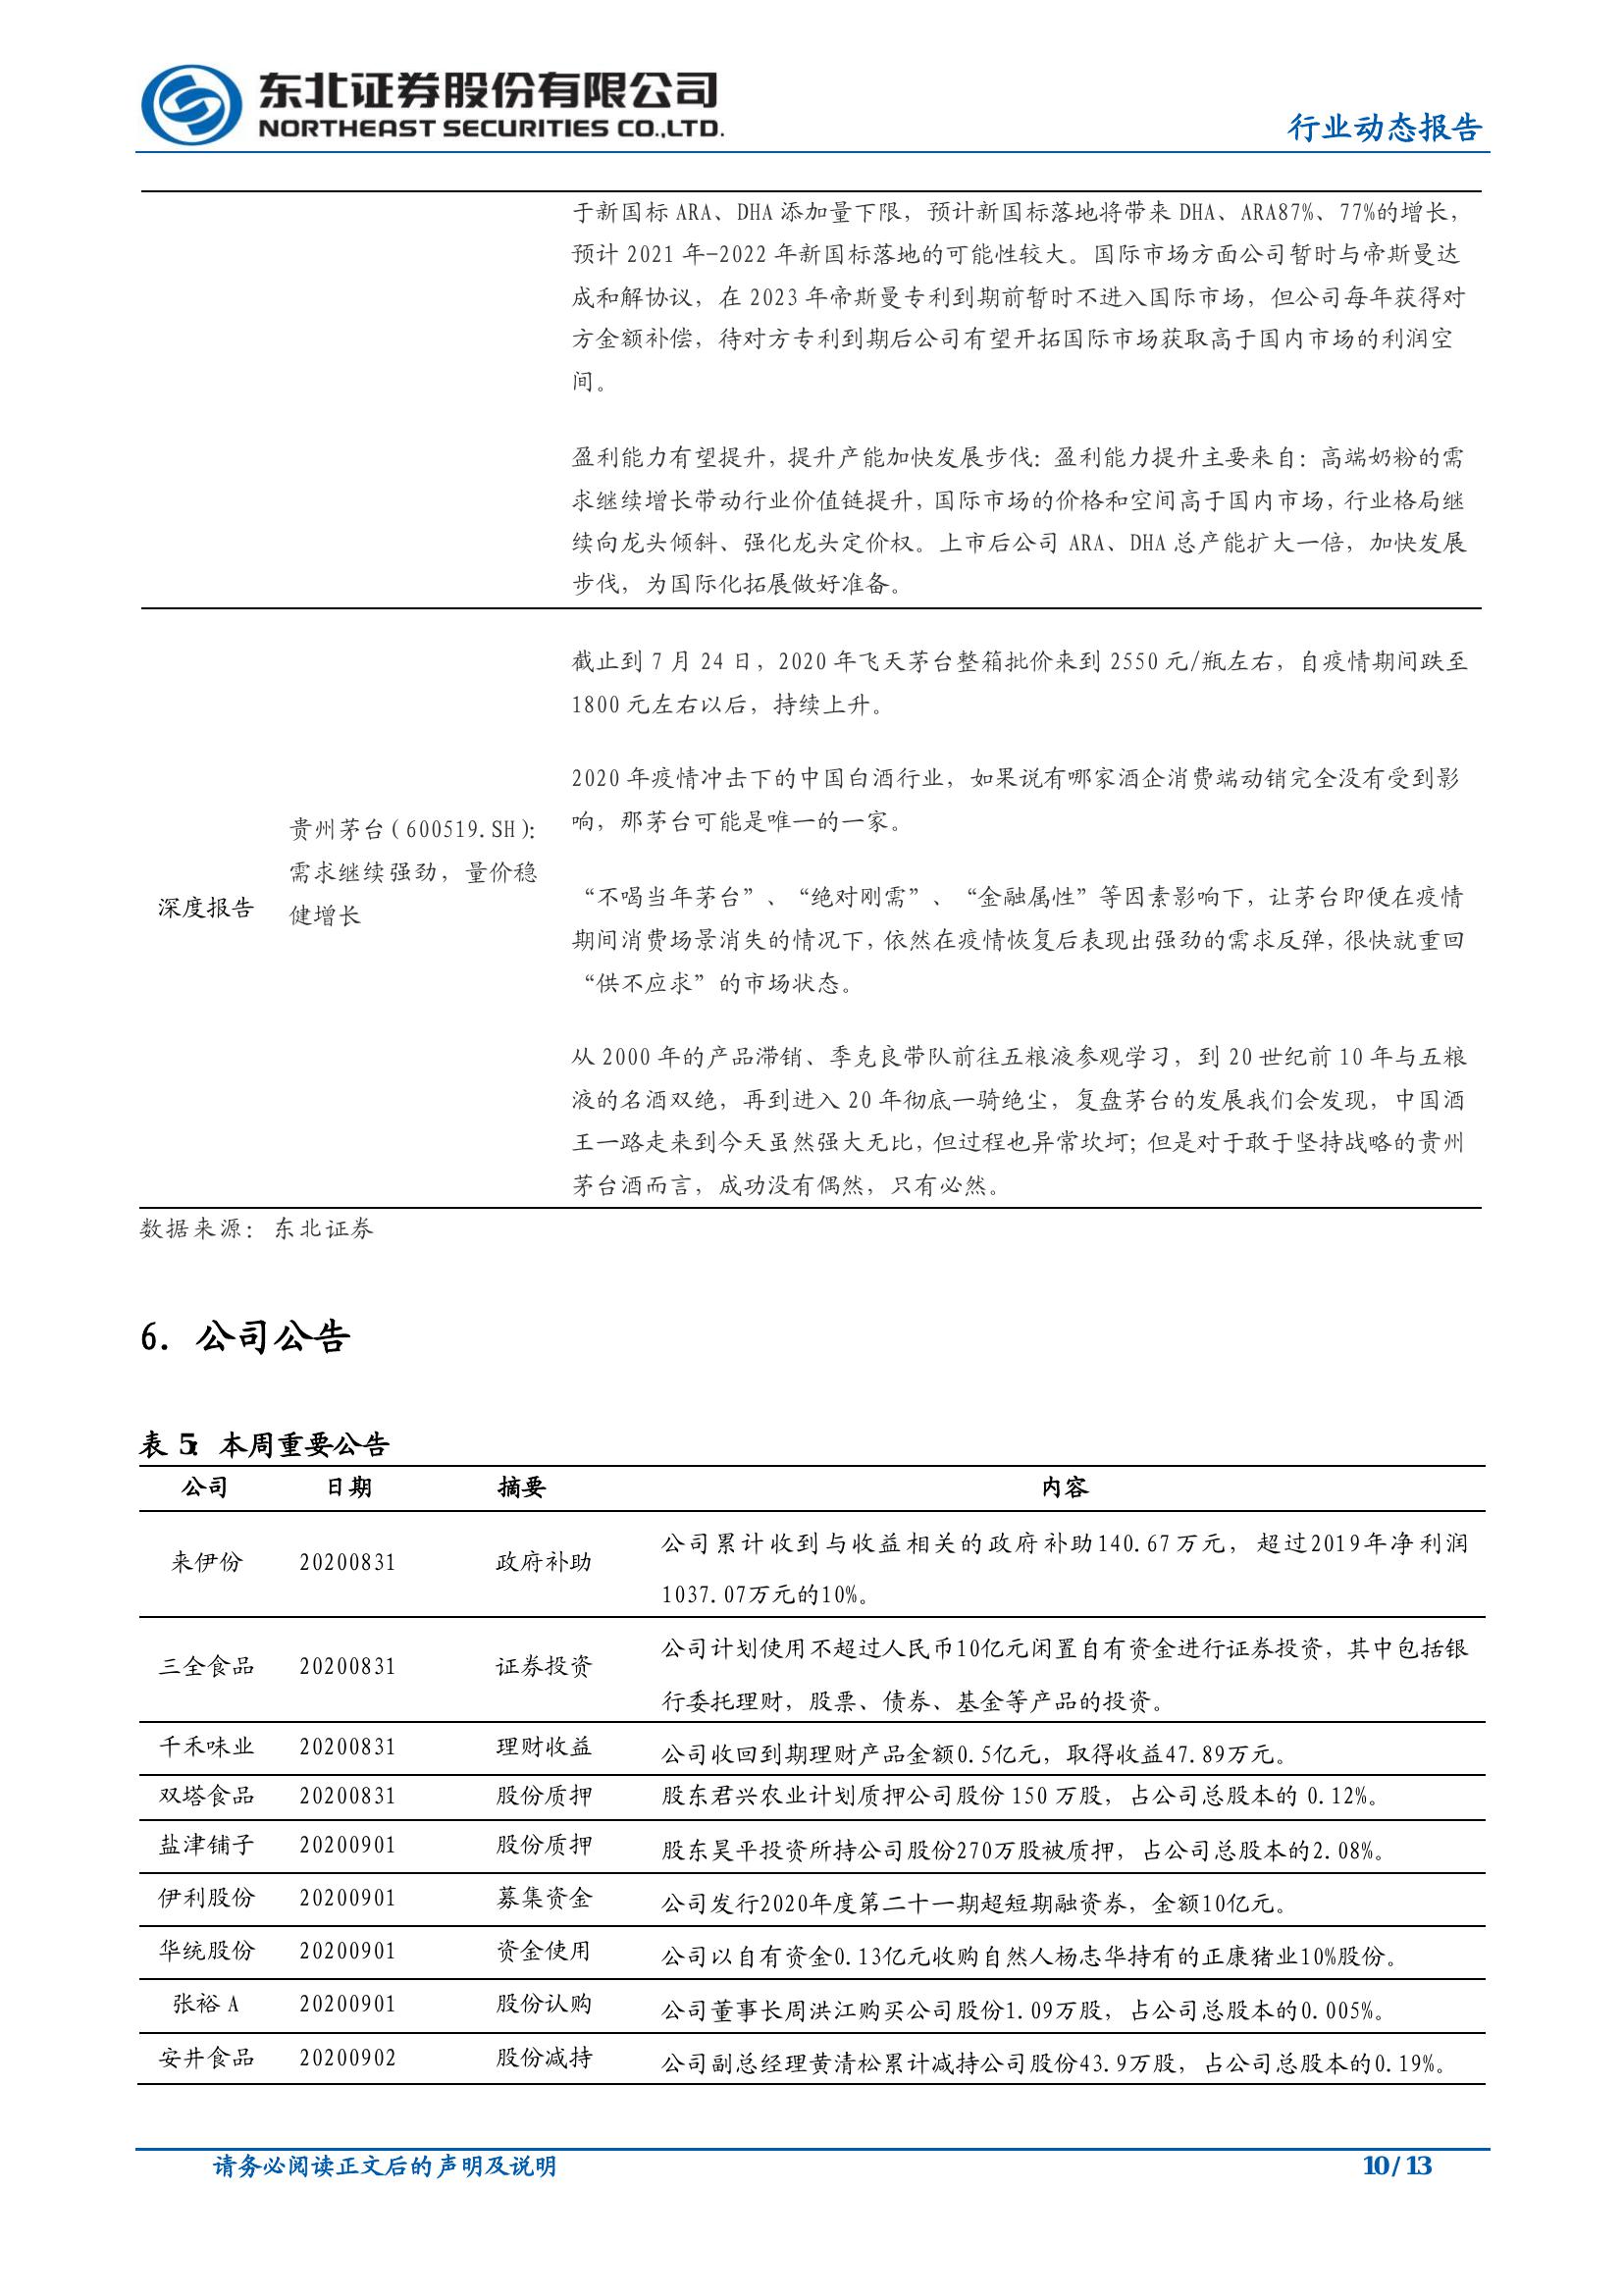 东北证券股份有限公司
NORTHEAST SECURITIES CO.,LTD.
行业动态报告
于新国标 ARA、DHA 添加量下限，预计新国标落地将带来 DHA、ARA87%、77%的增长，
预计 2021 年-2022 年新国标落地的可能性较大。国际市场方面公司暂时与帝斯曼达
成和解协议，在 2023 年帝斯曼专利到期前暂时不进入国际市场，但公司每年获得对
方金额补偿，待对方专利到期后公司有望开拓国际市场获取高于国内市场的利润空
间。
盈利能力有望提升，提升产能加快发展步伐：盈利能力提升主要来自：高端奶粉的需
求继续增长带动行业价值链提升，国际市场的价格和空间高于国内市场，行业格局继
续向龙头倾斜、强化龙头定价权。上市后公司 ARA、DHA 总产能扩大一倍，加快发展
步伐，为国际化拓展做好准备。
深度报告
贵州茅台(600519.SH):
需求继续强劲，量价稳
健增长
截止到 7 月 24 日，2020 年飞天茅台整箱批价来到 2550 元/瓶左右，自疫情期间跌至
1800 元左右以后，持续上升。
2020 年疫情冲击下的中国白酒行业，如果说有哪家酒企消费端动销完全没有受到影
响，那茅台可能是唯一的一家。
“不喝当年茅台”、“绝对刚需”、“金融属性”等因素影响下，让茅台即便在疫情
期间消费场景消失的情况下，依然在疫情恢复后表现出强劲的需求反弹，很快就重回
“供不应求”的市场状态。
从 2000 年的产品滞销、季克良带队前往五粮液参观学习，到 20 世纪前 10 年与五粮
液的名酒双绝，再到进入 20 年彻底一骑绝尘，复盘茅台的发展我们会发现，中国酒
王一路走来到今天虽然强大无比，但过程也异常坎坷；但是对于敢于坚持战略的贵州
茅台酒而言，成功没有偶然，只有必然。
数据来源：东北证券
6. 公司公告
表 5: 本周重要公告
公司 日期 摘要 内容
来伊份 20200831 政府补助 公司累计收到与收益相关的政府补助140.67万元，超过2019年净利润
1037.07万元的10%。
三全食品 20200831 证券投资 公司计划使用不超过人民币10亿元闲置自有资金进行证券投资，其中包括银
行委托理财，股票、债券、基金等产品的投资。
千禾味业 20200831 理财收益 公司收回到期理财产品金额0.5亿元，取得收益47.89万元。
双塔食品 20200831 股份质押 股东君兴农业计划质押公司股份 150 万股，占公司总股本的 0.12%。
盐津铺子 20200901 股份质押 股东昊平投资所持公司股份270万股被质押，占公司总股本的2.08%。
伊利股份 20200901 募集资金 公司发行2020年度第二十一期超短期融资券，金额10亿元。
华统股份 20200901 资金使用 公司以自有资金0.13亿元收购自然人杨志华持有的正康猪业10%股份。
张裕 A 20200901 股份认购 公司董事长周洪江购买公司股份1.09万股，占公司总股本的0.005%。
安井食品 20200902 股份减持 公司副总经理黄清松累计减持公司股份43.9万股，占公司总股本的0.19%。
请务必阅读正文后的声明及说明
10 / 13